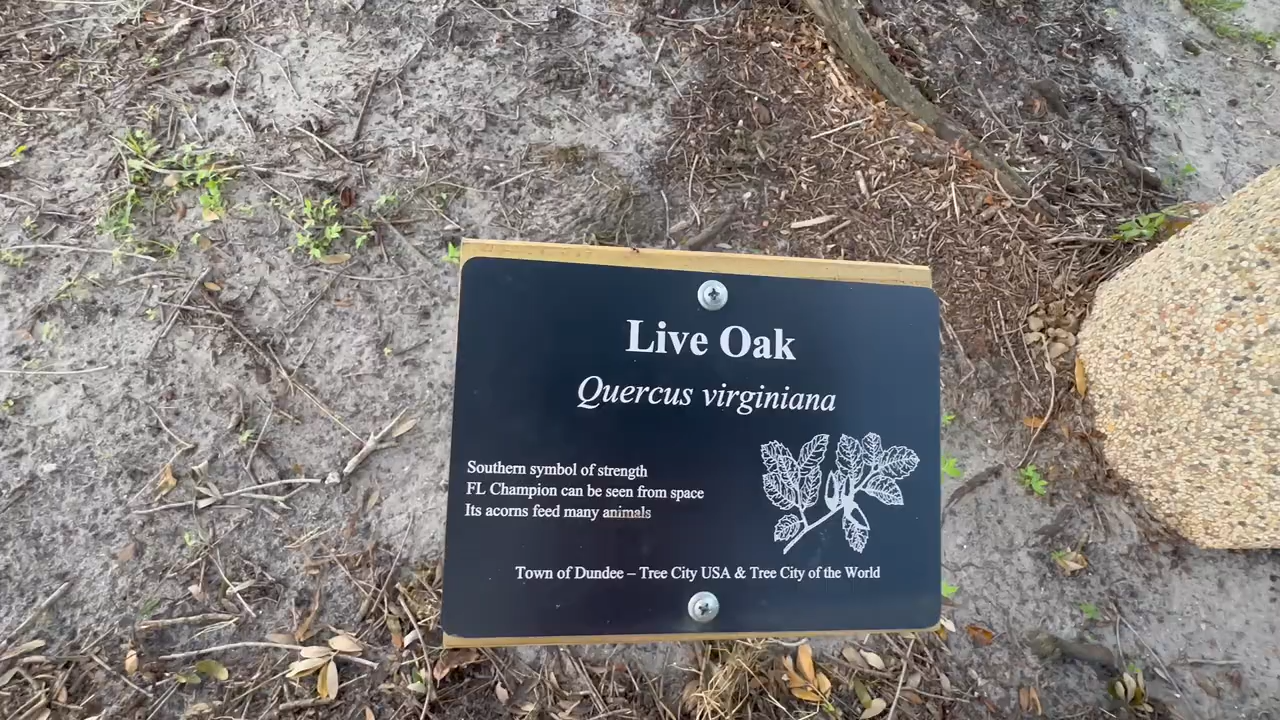 Live Oak
Quercus virginiana
Southern symbol of strength
FL Champion can be seen from space
Its acorns feed many animals
Town of Dundee – Tree City USA & Tree City of the World